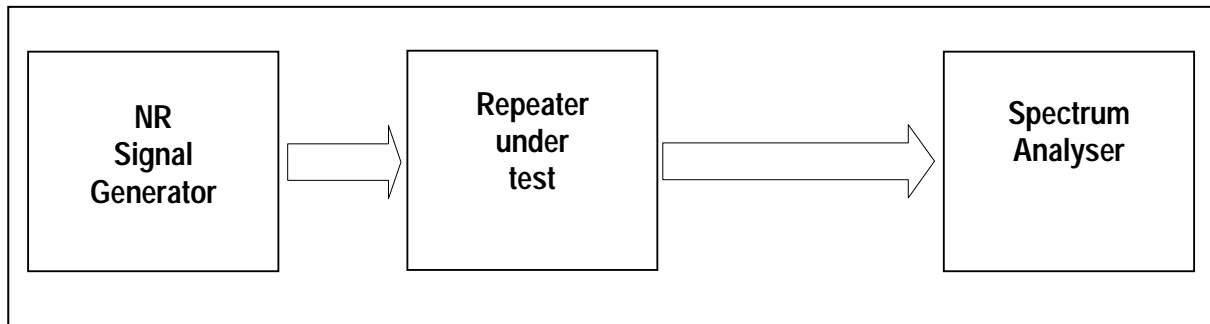 NR
Signal
Generator
Repeater
under
test
Spectrum
Analyser